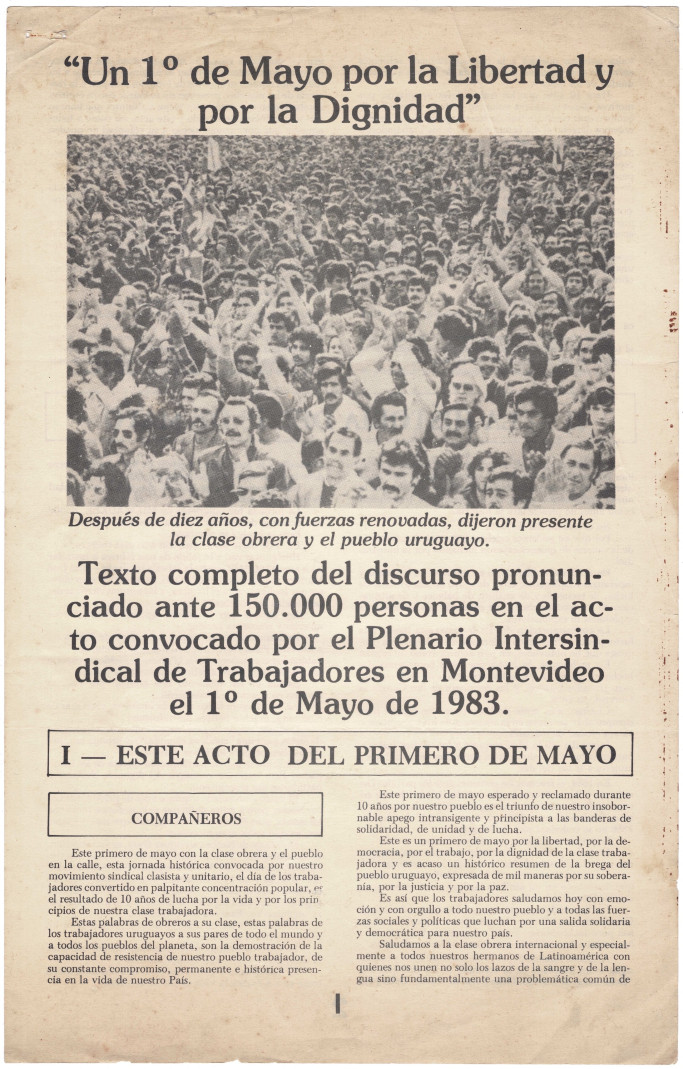 “Un 1º de Mayo por la Libertad y
por la Dignidad”
Después de diez años, con fuerzas renovadas, dijeron presente
la clase obrera y el pueblo uruguayo.
Texto completo del discurso pronun-
ciado ante 150.000 personas en el ac-
to convocado por el Plenario Intersin-
dical de Trabajadores en Montevideo
el 1º de Mayo de 1983.
I — ESTE ACTO DEL PRIMERO DE MAYO
COMPAÑEROS
Este primero de mayo con la clase obrera y el pueblo
en la calle, esta jornada histórica convocada por nuestro
movimiento sindical clasista y unitario, el día de los traba-
jadores convertido en palpitante concentración popular, er
el resultado de 10 años de lucha por la vida y por los prin
cipios de nuestra clase trabajadora.
Estas palabras de obreros a su clase, estas palabras de
los trabajadores uruguayos a sus pares de todo el mundo y
a todos los pueblos del planeta, son la demostración de la
capacidad de resistencia de nuestro pueblo trabajador, de
su constante compromiso, permanente e histórica presen-
cia en la vida de nuestro País.
Este primero de mayo esperado y reclamado durante
10 años por nuestro pueblo es el triunfo de nuestro insobor-
nable apego intransigente y principista a las banderas de
solidaridad, de unidad y de lucha.
Este es un primero de mayo por la libertad, por la de-
mocracia, por el trabajo, por la dignidad de la clase traba-
jadora y es acaso un histórico resumen de la brega del
pueblo uruguayo, expresada de mil maneras por su sobera-
nía, por la justicia y por la paz.
Es así que los trabajadores saludamos hoy con emo-
ción y con orgullo a todo nuestro pueblo y a todas las fuer-
zas sociales y políticas que luchan por una salida solidaria
y democrática para nuestro país.
Saludamos a la clase obrera internacional y especial-
mente a todos nuestros hermanos de Latinoamérica con
quienes nos unen no solo los lazos de la sangre y de la len-
gua sino fundamentalmente una problemática común de
I